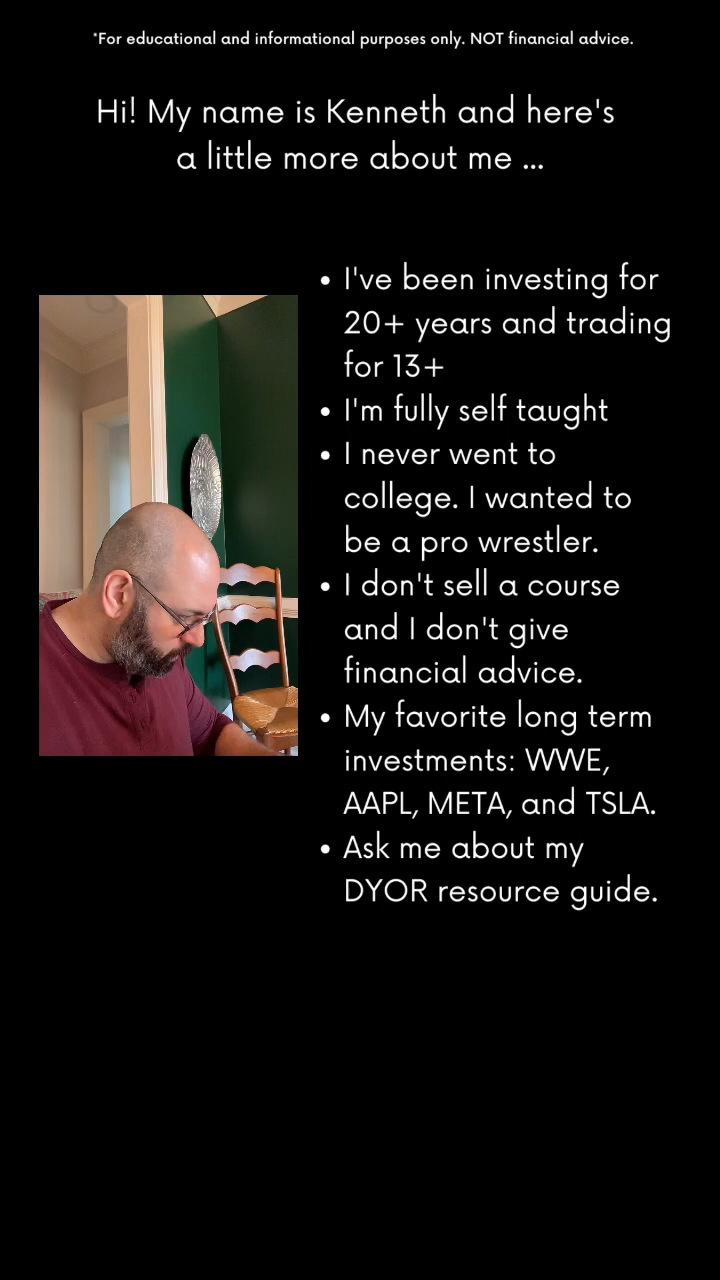 *For educational and informational purposes only. NOT financial advice.
Hi! My name is Kenneth and here's
a little more about me ...
• I've been investing for
20+ years and trading
for 13+
• I'm fully self taught
• I never went to
college. I wanted to
be a pro wrestler.
• I don't sell a course
and I don't give
financial advice.
• My favorite long term
investments: WWE,
AAPL, META, and TSLA.
• Ask me about my
DYOR resource guide.